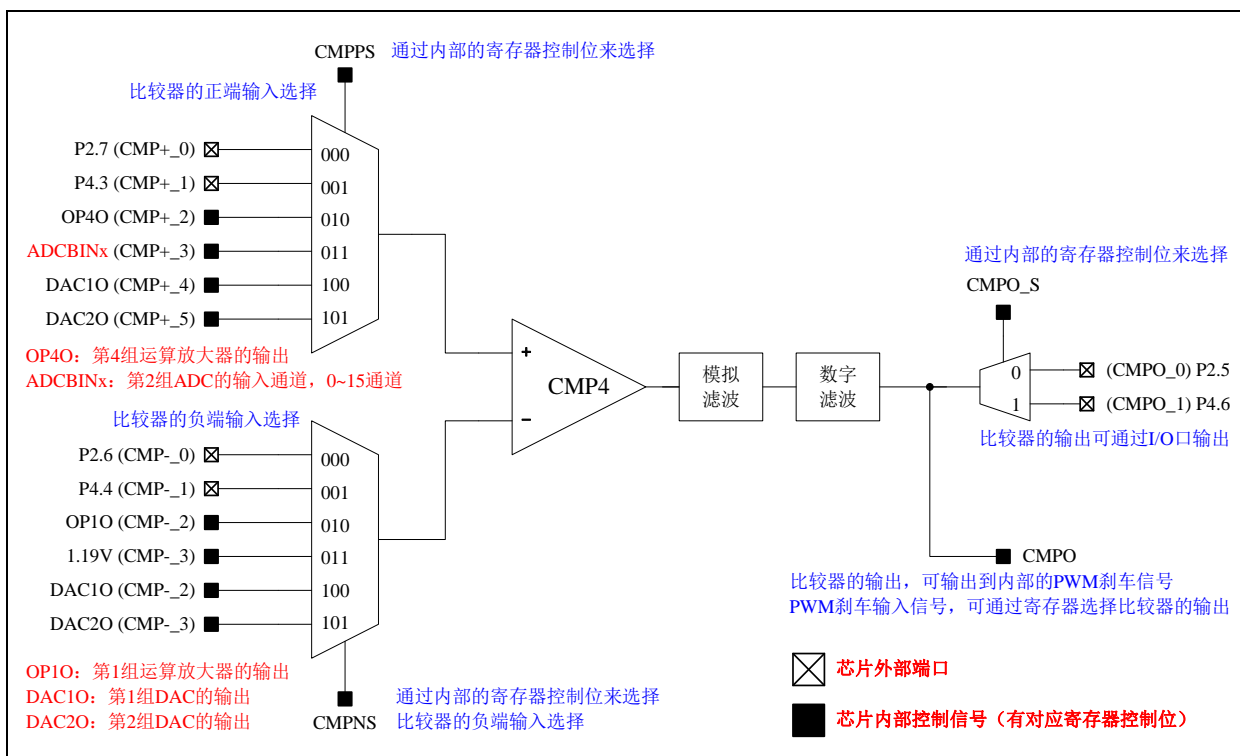 CMPPS 通过内部的寄存器控制位来选择
比较器的正端输入选择
P2.7 (CMP+_0) 000
P4.3 (CMP+_1) 001
OP4O (CMP+_2) 010
ADCBINx (CMP+_3) 011
DAC1O (CMP+_4) 100
DAC2O (CMP+_5) 101
OP4O：第4组运算放大器的输出
ADCBINx：第2组ADC的输入通道，0~15通道
比较器的负端输入选择
P2.6 (CMP-_0) 000
P4.4 (CMP-_1) 001
OP1O (CMP-_2) 010
1.19V (CMP-_3) 011
DAC1O (CMP-_2) 100
DAC2O (CMP-_3) 101
OP1O：第1组运算放大器的输出
DAC1O：第1组DAC的输出
DAC2O：第2组DAC的输出
CMPNS
通过内部的寄存器控制位来选择
比较器的负端输入选择
+
CMP4
−
模拟
滤波
数字
滤波
通过内部的寄存器控制位来选择
CMPO_S
0 (CMPO_0) P2.5
1 (CMPO_1) P4.6
比较器的输出可通过I/O口输出
CMPO
比较器的输出，可输出到内部的PWM刹车信号
PWM刹车输入信号，可通过寄存器选择比较器的输出
芯片外部端口
芯片内部控制信号（有对应寄存器控制位）